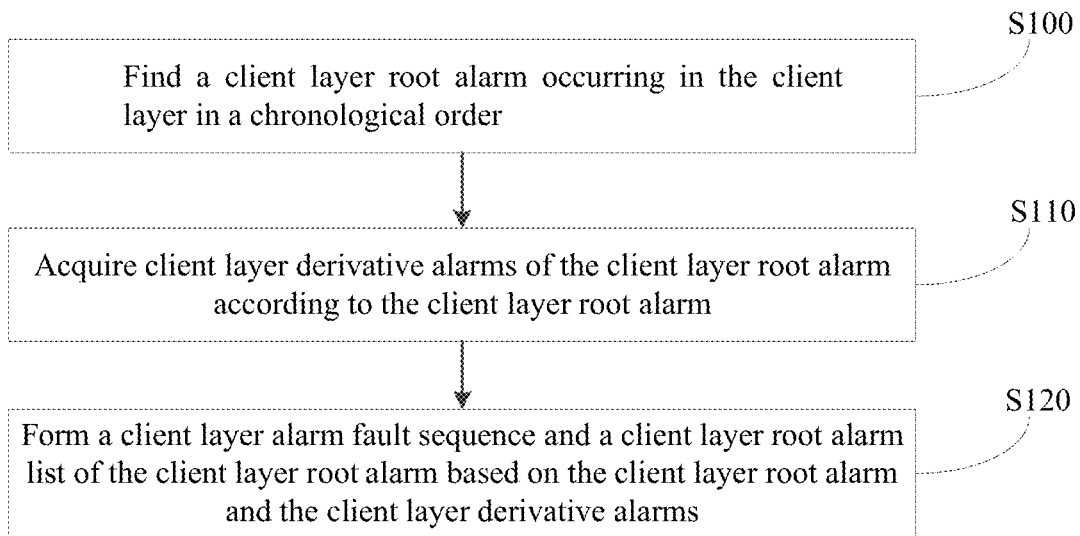 S100
Find a client layer root alarm occurring in the client
layer in a chronological order
S110
Acquire client layer derivative alarms of the client layer root alarm
according to the client layer root alarm
S120
Form a client layer alarm fault sequence and a client layer root alarm
list of the client layer root alarm based on the client layer root alarm
and the client layer derivative alarms